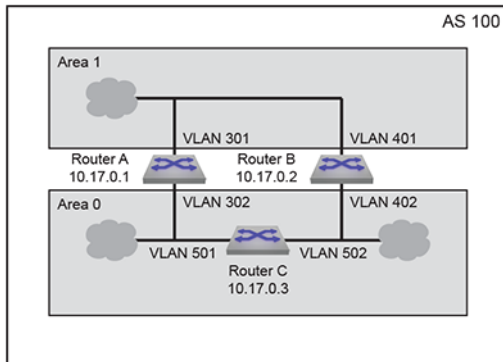 AS 100
Area 1
VLAN 301
VLAN 401
Router A
10.17.0.1
Router B
10.17.0.2
Area 0
VLAN 302
VLAN 402
VLAN 501
VLAN 502
Router C
10.17.0.3